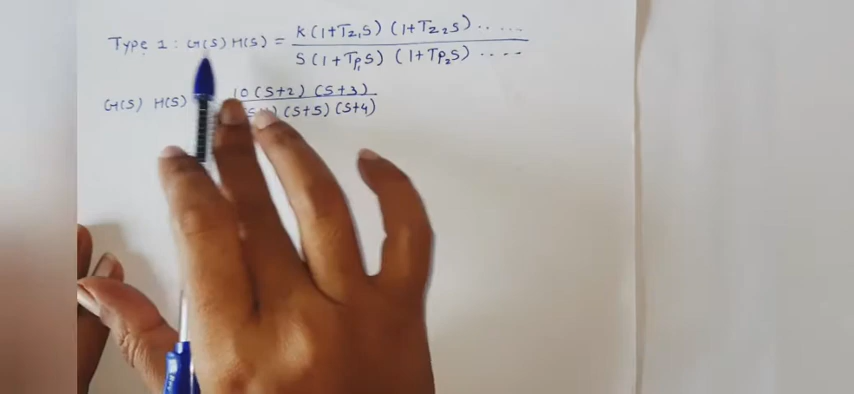 Type 1 : G(S) H(S) = K(1+Tz₁S) (1+Tz₂S)...... / S(1+Tp₁S) (1+Tp₂S)....
G(S) H(S) 10(S+2) (S+3) / (S+5) (S+4)